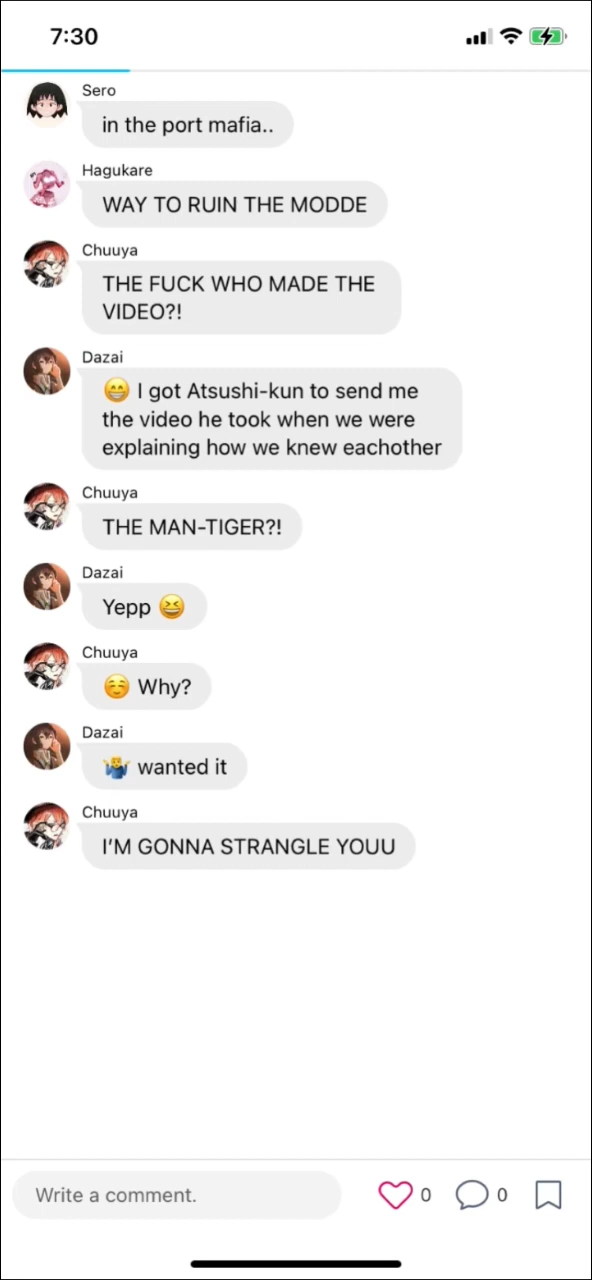 7:30
Sero
in the port mafia..
Hagukare
WAY TO RUIN THE MODDE
Chuuya
THE FUCK WHO MADE THE
VIDEO?!
Dazai
😁 I got Atsushi-kun to send me
the video he took when we were
explaining how we knew eachother
Chuuya
THE MAN-TIGER?!
Dazai
Yepp 😆
Chuuya
☺️ Why?
Dazai
🤷‍♂️ wanted it
Chuuya
I'M GONNA STRANGLE YOUU
Write a comment.
0
0